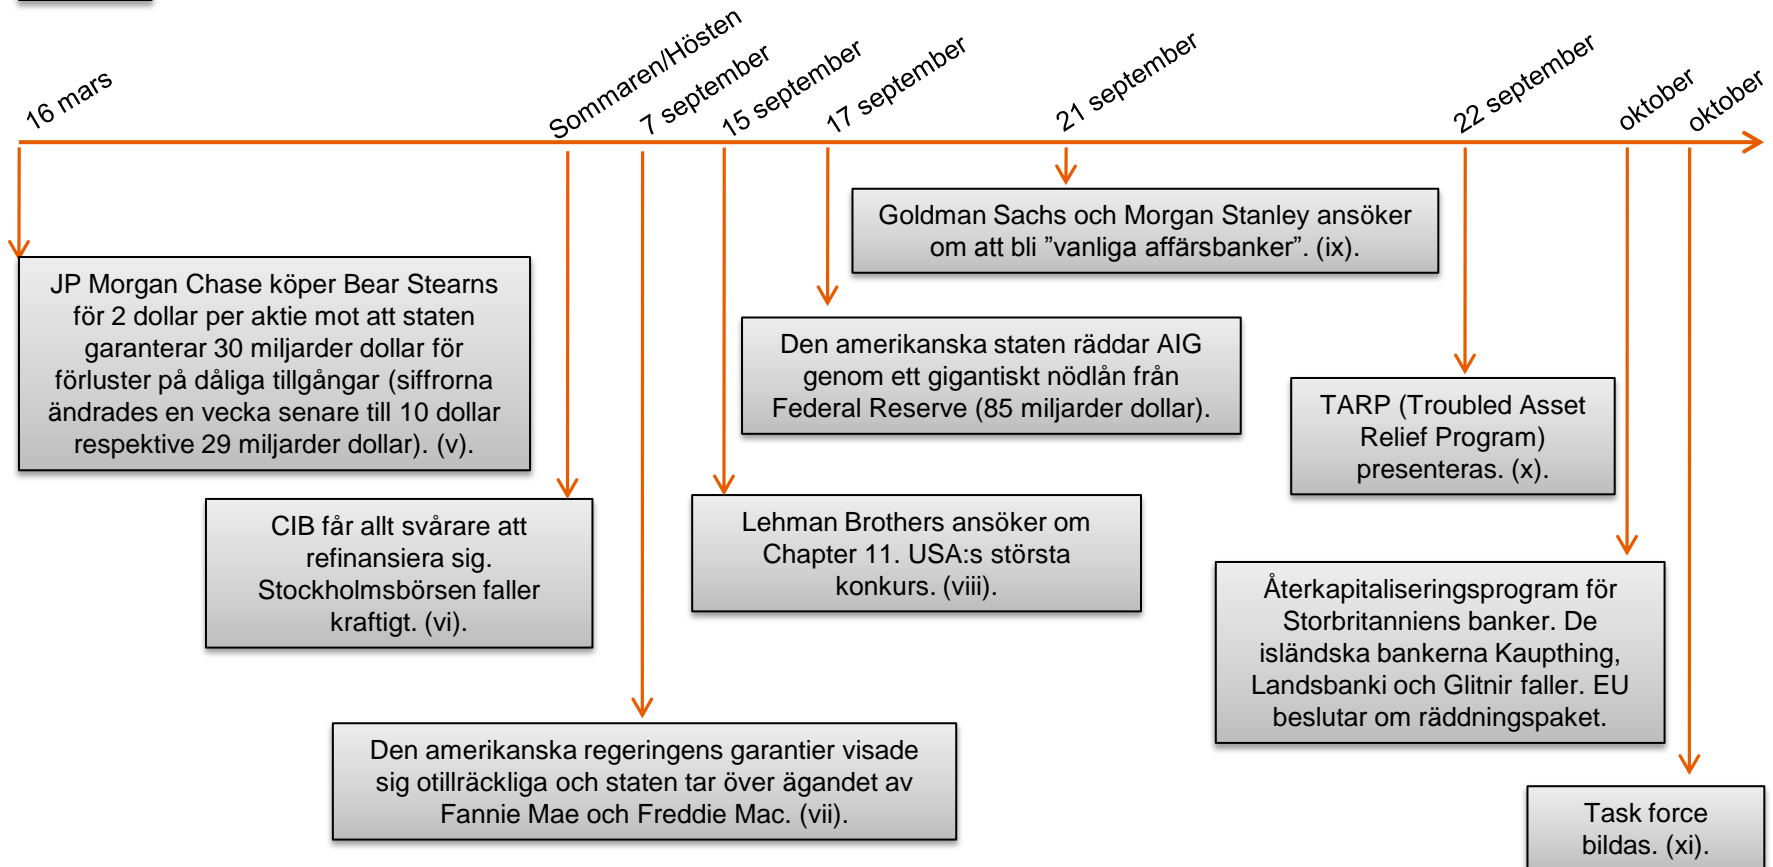 16 mars
Sommaren/Hösten
7 september
15 september
17 september
21 september
22 september
oktober
oktober
JP Morgan Chase köper Bear Stearns
för 2 dollar per aktie mot att staten
garanterar 30 miljarder dollar för
förluster på dåliga tillgångar (siffrorna
ändrades en vecka senare till 10 dollar
respektive 29 miljarder dollar). (v).
CIB får allt svårare att
refinansiera sig.
Stockholmsbörsen faller
kraftigt. (vi).
Den amerikanska regeringens garantier visade
sig otillräckliga och staten tar över ägandet av
Fannie Mae och Freddie Mac. (vii).
Lehman Brothers ansöker om
Chapter 11. USA:s största
konkurs. (viii).
Den amerikanska staten räddar AIG
genom ett gigantiskt nödlån från
Federal Reserve (85 miljarder dollar).
Goldman Sachs och Morgan Stanley ansöker
om att bli ”vanliga affärsbanker”. (ix).
TARP (Troubled Asset
Relief Program)
presenteras. (x).
Återkapitaliseringsprogram för
Storbritanniens banker. De
isländska bankerna Kaupthing,
Landsbanki och Glitnir faller. EU
beslutar om räddningspaket.
Task force
bildas. (xi).